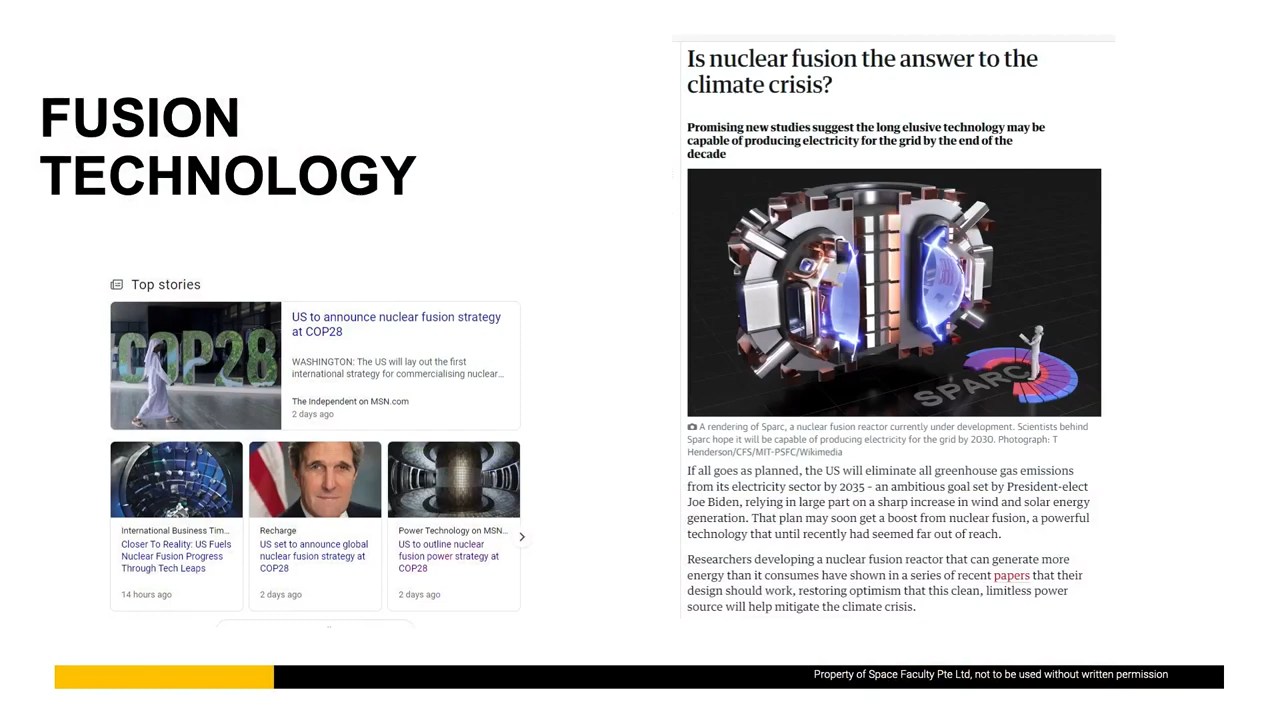 FUSION
TECHNOLOGY
Top stories
COP28
US to announce nuclear fusion strategy
at COP28
WASHINGTON: The US will lay out the first
international strategy for commercialising nuclear...
The Independent on MSN.com
2 days ago
International Business Tim...
Closer To Reality: US Fuels
Nuclear Fusion Progress
Through Tech Leaps
14 hours ago
Recharge
US set to announce global
nuclear fusion strategy at
COP28
2 days ago
Power Technology on MSN...
US to outline nuclear
fusion power strategy at
COP28
2 days ago
Is nuclear fusion the answer to the
climate crisis?
Promising new studies suggest the long elusive technology may be
capable of producing electricity for the grid by the end of the
decade
SPARC
A rendering of Sparc, a nuclear fusion reactor currently under development. Scientists behind
Sparc hope it will be capable of producing electricity for the grid by 2030. Photograph: T
Henderson/CFS/MIT-PSFC/Wikimedia
If all goes as planned, the US will eliminate all greenhouse gas emissions
from its electricity sector by 2035 – an ambitious goal set by President-elect
Joe Biden, relying in large part on a sharp increase in wind and solar energy
generation. That plan may soon get a boost from nuclear fusion, a powerful
technology that until recently had seemed far out of reach.
Researchers developing a nuclear fusion reactor that can generate more
energy than it consumes have shown in a series of recent papers that their
design should work, restoring optimism that this clean, limitless power
source will help mitigate the climate crisis.
Property of Space Faculty Pte Ltd, not to be used without written permission